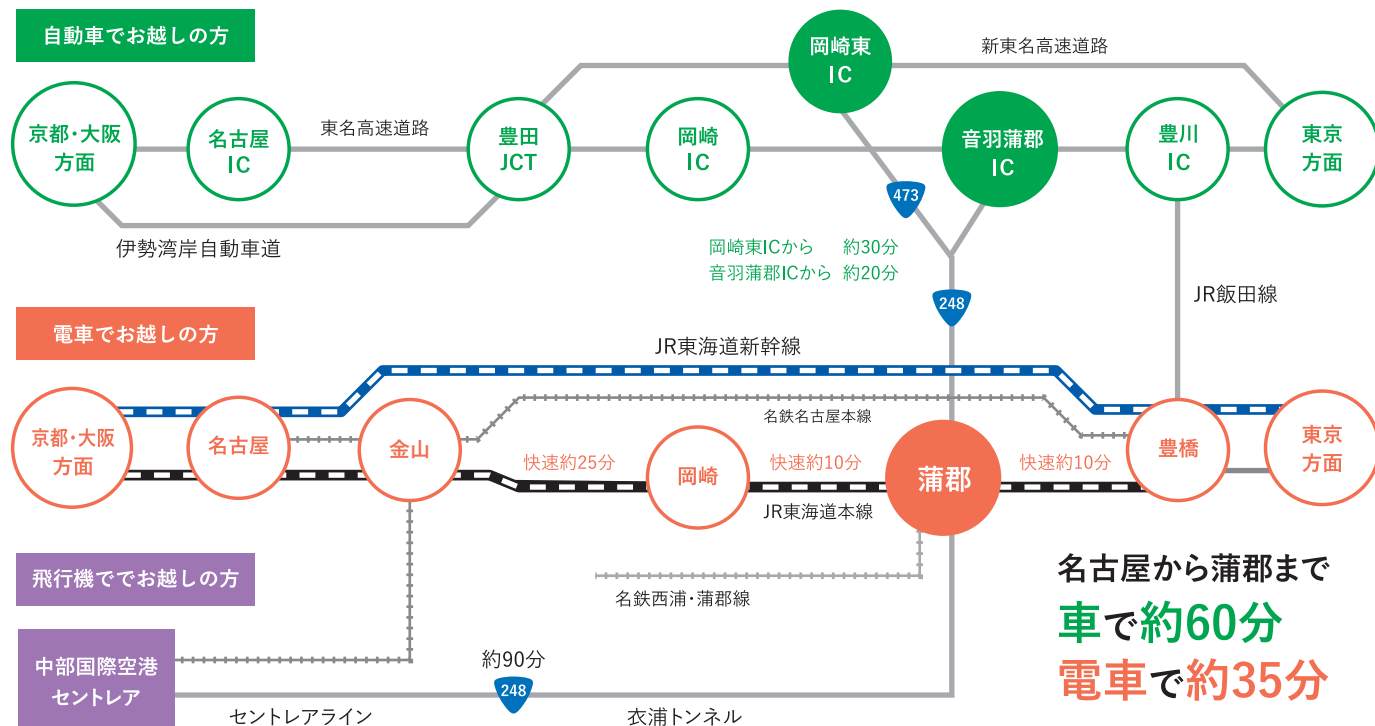 自動車でお越しの方
京都・大阪
方面
名古屋
IC
東名高速道路
豊田
JCT
岡崎
IC
岡崎東
IC
新東名高速道路
音羽蒲郡
IC
豊川
IC
東京
方面
伊勢湾岸自動車道
473
岡崎東ICから 約30分
音羽蒲郡ICから 約20分
248
JR飯田線
電車でお越しの方
JR東海道新幹線
京都・大阪
方面
名古屋
金山
名鉄名古屋本線
快速約25分
岡崎
快速約10分
蒲郡
快速約10分
豊橋
東京
方面
JR東海道本線
飛行機ででお越しの方
名鉄西浦・蒲郡線
中部国際空港
セントレア
約90分
248
セントレアライン
衣浦トンネル
名古屋から蒲郡まで
車で約60分
電車で約35分